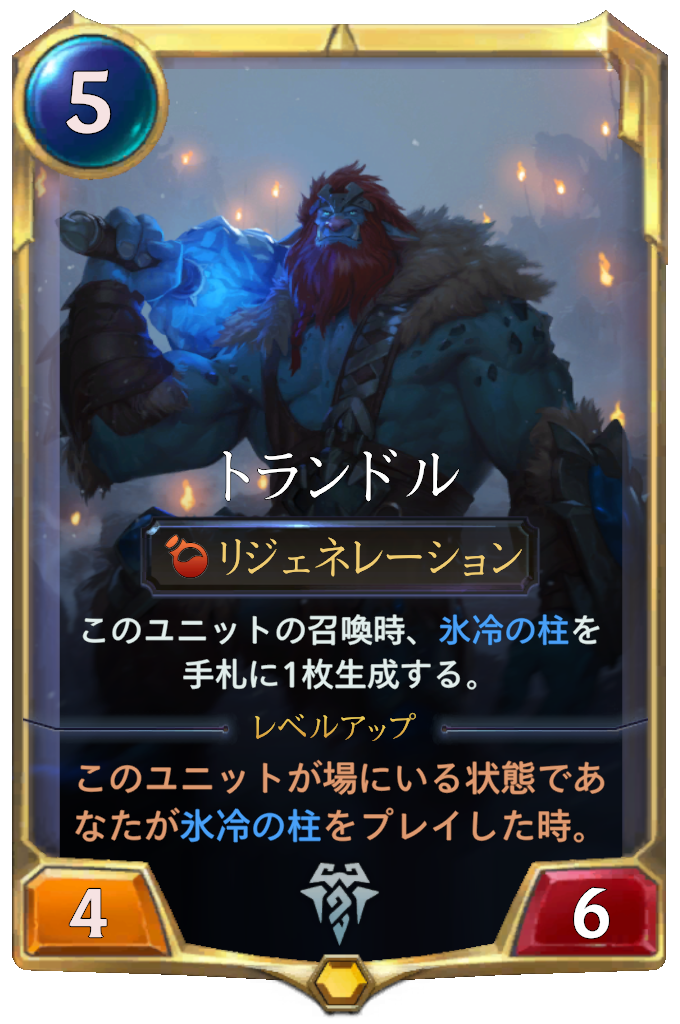 5
トランドル
リジェネレーション
このユニットの召喚時、氷冷の柱を
手札に1枚生成する。
レベルアップ
このユニットが場にいる状態であ
なたが氷冷の柱をプレイした時。
4
6